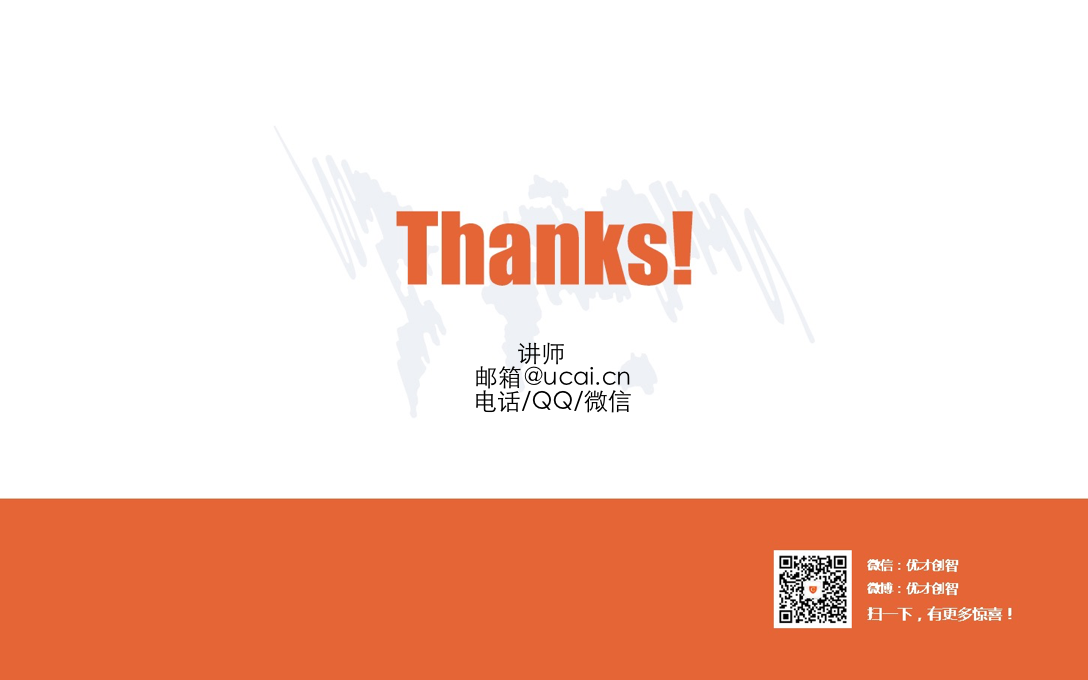 Thanks!
讲师
邮箱@ucai.cn
电话/QQ/微信
微信：优才创智
微博：优才创智
扫一下，有更多惊喜！